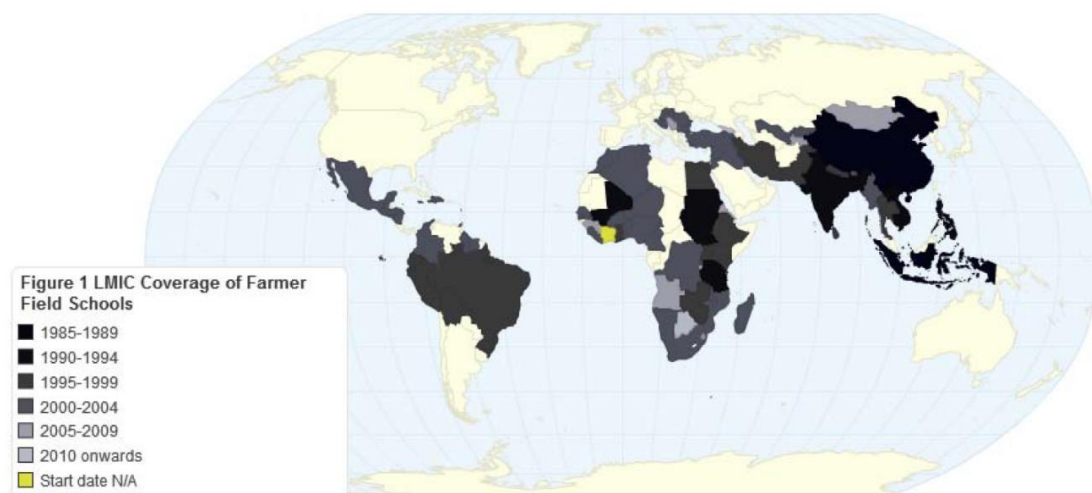 Figure 1 LMIC Coverage of Farmer
Field Schools
1985-1989
1990-1994
1995-1999
2000-2004
2005-2009
2010 onwards
Start date N/A